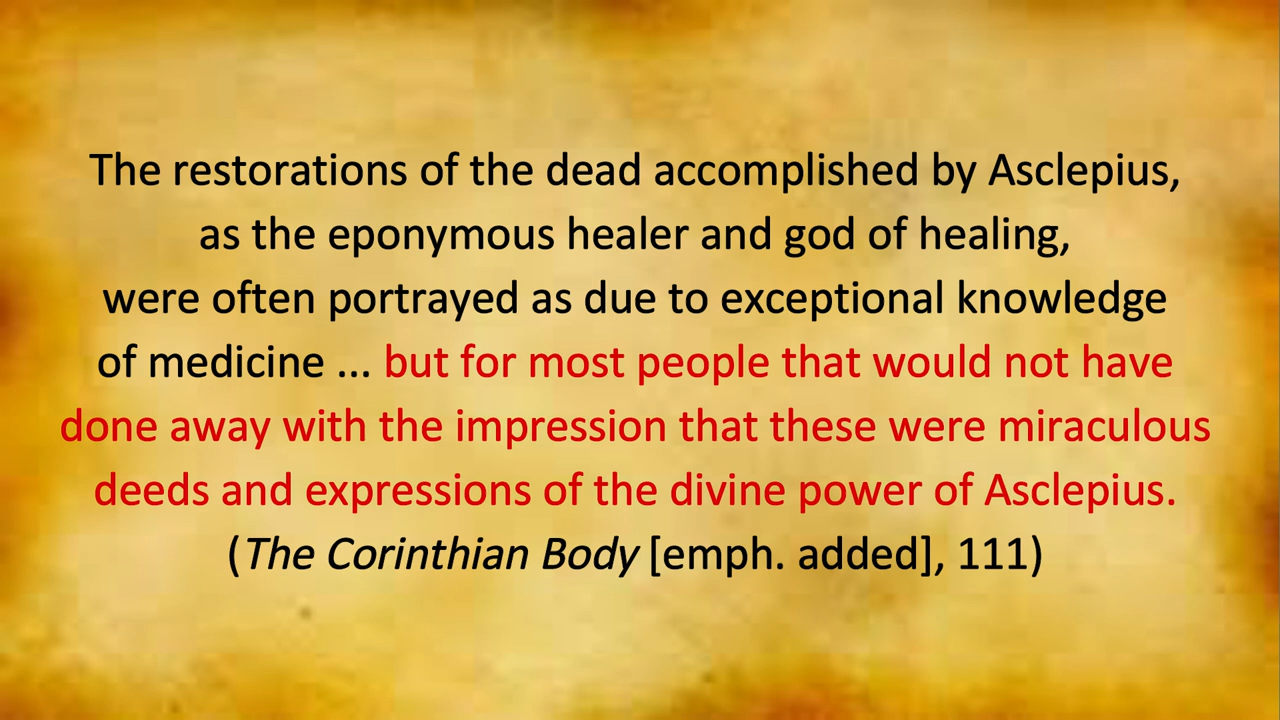 The restorations of the dead accomplished by Asclepius,
as the eponymous healer and god of healing,
were often portrayed as due to exceptional knowledge
of medicine ... but for most people that would not have
done away with the impression that these were miraculous
deeds and expressions of the divine power of Asclepius.
(The Corinthian Body [emph. added], 111)